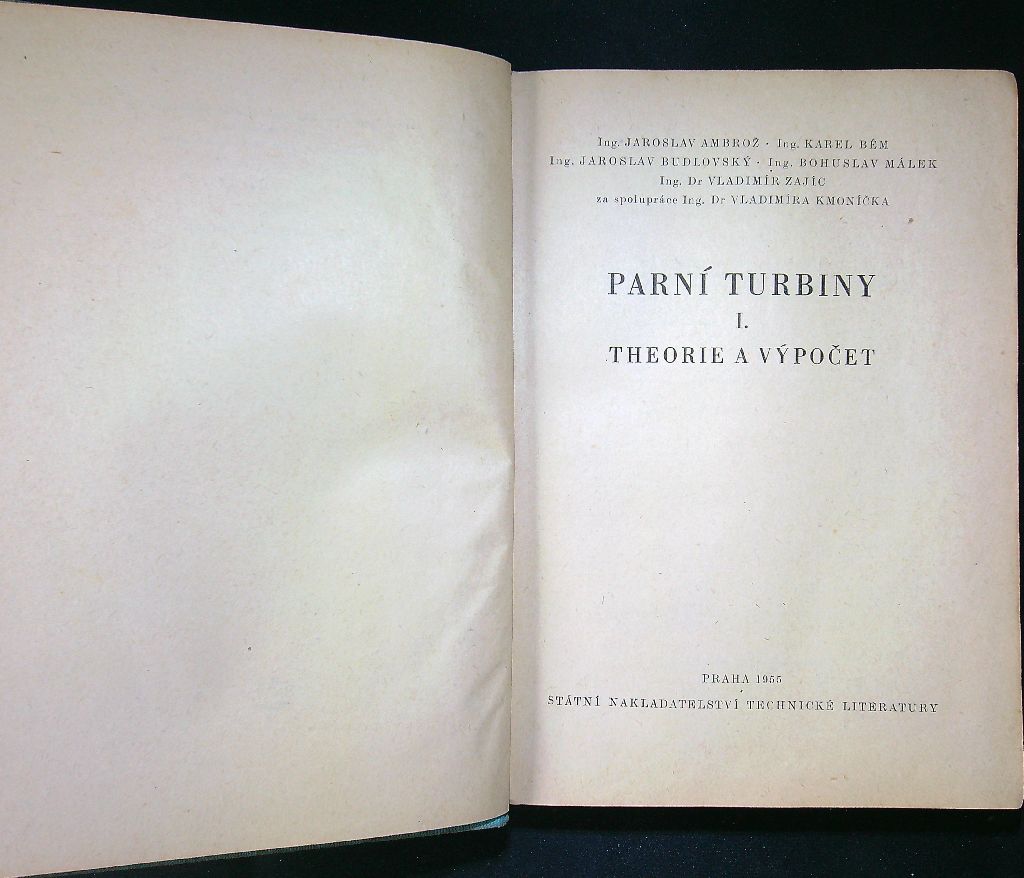 Ing. JAROSLAV AMBROŽ · Ing. KAREL BÉM
Ing. JAROSLAV BUDLOVSKÝ · Ing. BOHUSLAV MÁLEK
Ing. Dr VLADIMÍR ZAJÍC
za spolupráce Ing. Dr VLADIMÍRA KMONÍČKA
PARNÍ TURBINY
I.
THEORIE A VÝPOČET
PRAHA 1955
STÁTNÍ NAKLADATELSTVÍ TECHNICKÉ LITERATURY